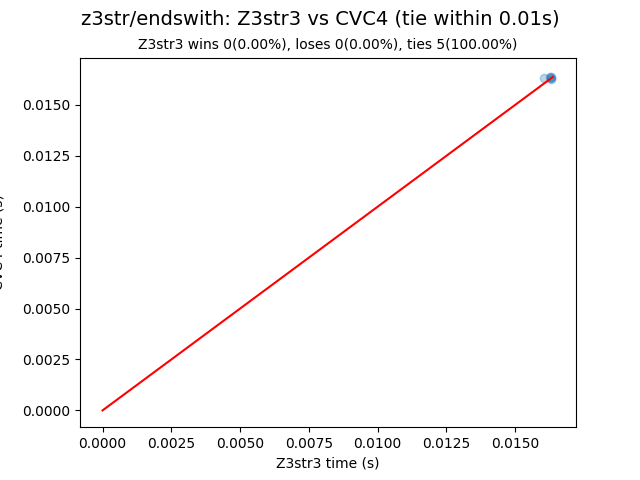 z3str/endswith: Z3str3 vs CVC4 (tie within 0.01s)
Z3str3 wins 0(0.00%), loses 0(0.00%), ties 5(100.00%)
0.0150
0.0125
0.0100
0.0075
0.0050
0.0025
0.0000
CVC4 time (s)
0.0000 0.0025 0.0050 0.0075 0.0100 0.0125 0.0150
Z3str3 time (s)